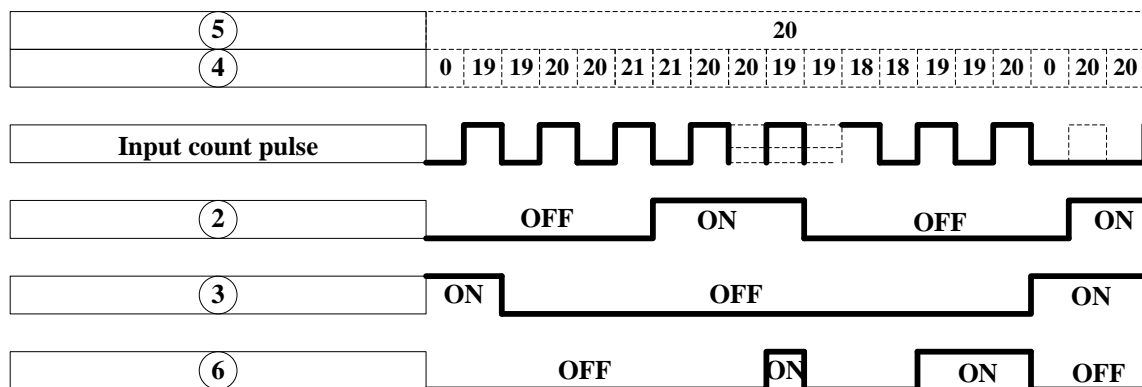 5 20
4 0 19 19 20 20 21 21 20 20 19 19 18 18 19 19 20 0 20 20
Input count pulse
2 OFF ON OFF ON
3 ON OFF ON
6 OFF ON ON OFF